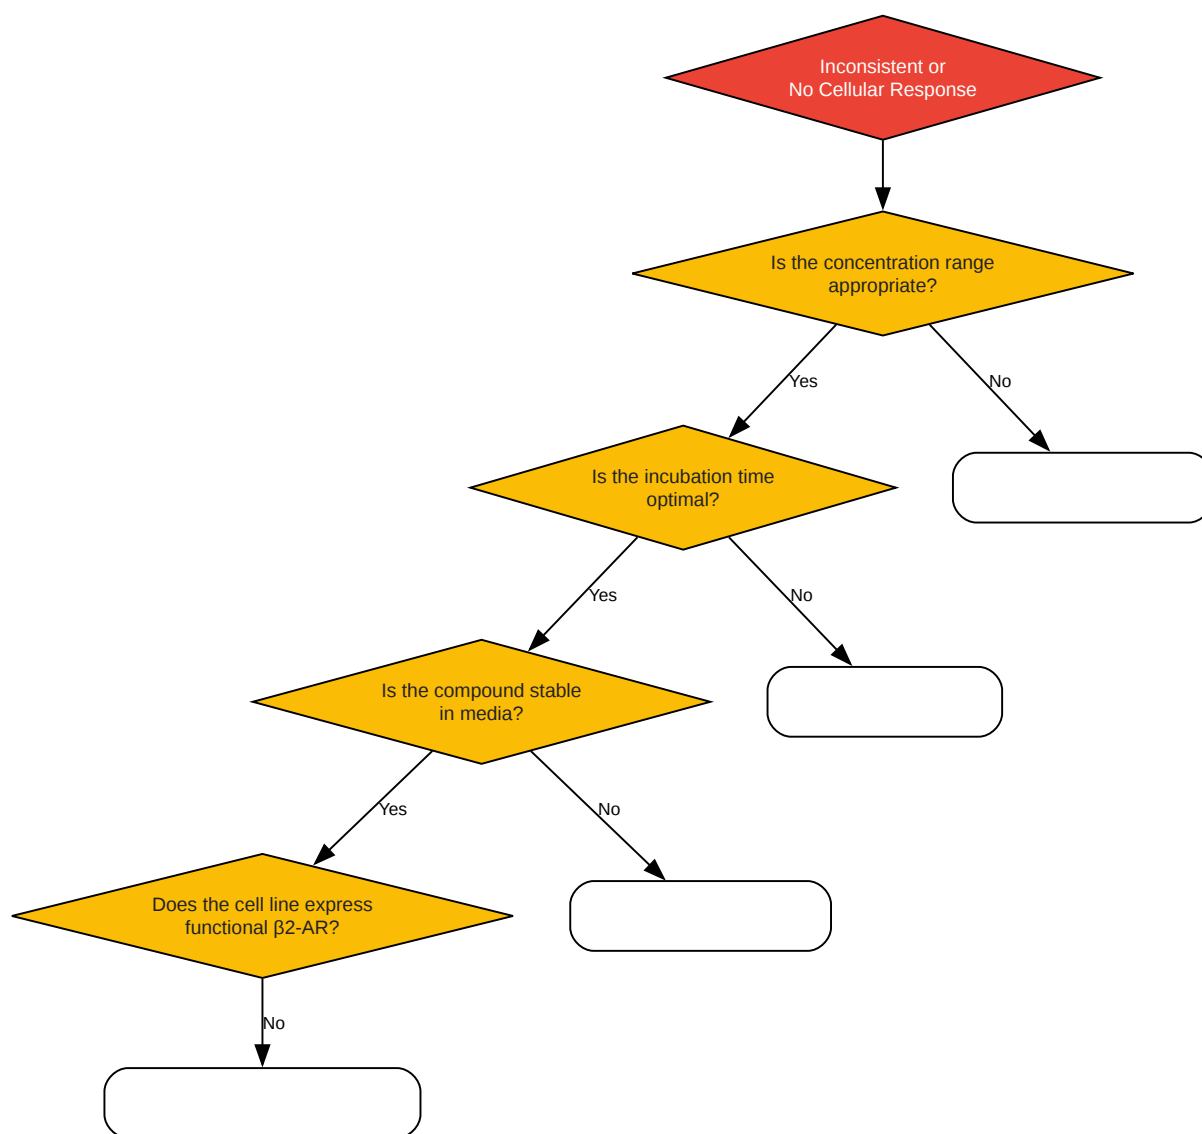 Inconsistent or
No Cellular Response
Is the concentration range
appropriate?
Yes
No
Is the incubation time
optimal?
Yes
No
Is the compound stable
in media?
Yes
No
Does the cell line express
functional β2-AR?
No